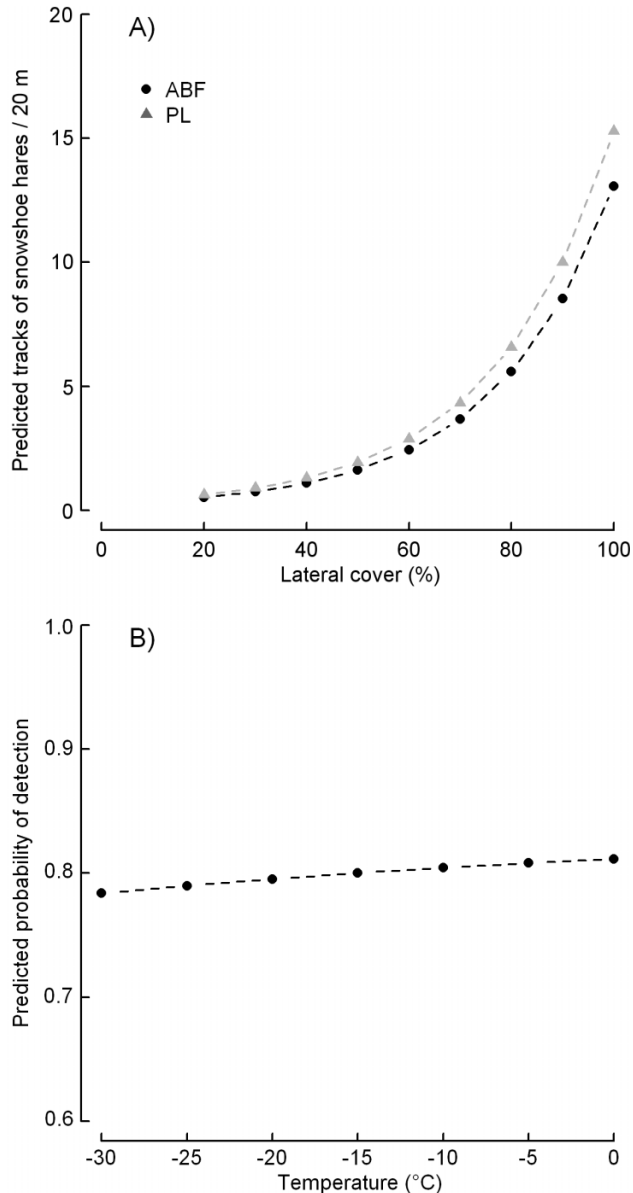 A)
20
15
10
5
0
ABF
PL
Predicted tracks of snowshoe hares / 20 m
0 20 40 60 80 100
Lateral cover (%)
B)
1.0
0.9
0.8
0.7
0.6
Predicted probability of detection
-30 -25 -20 -15 -10 -5 0
Temperature (°C)